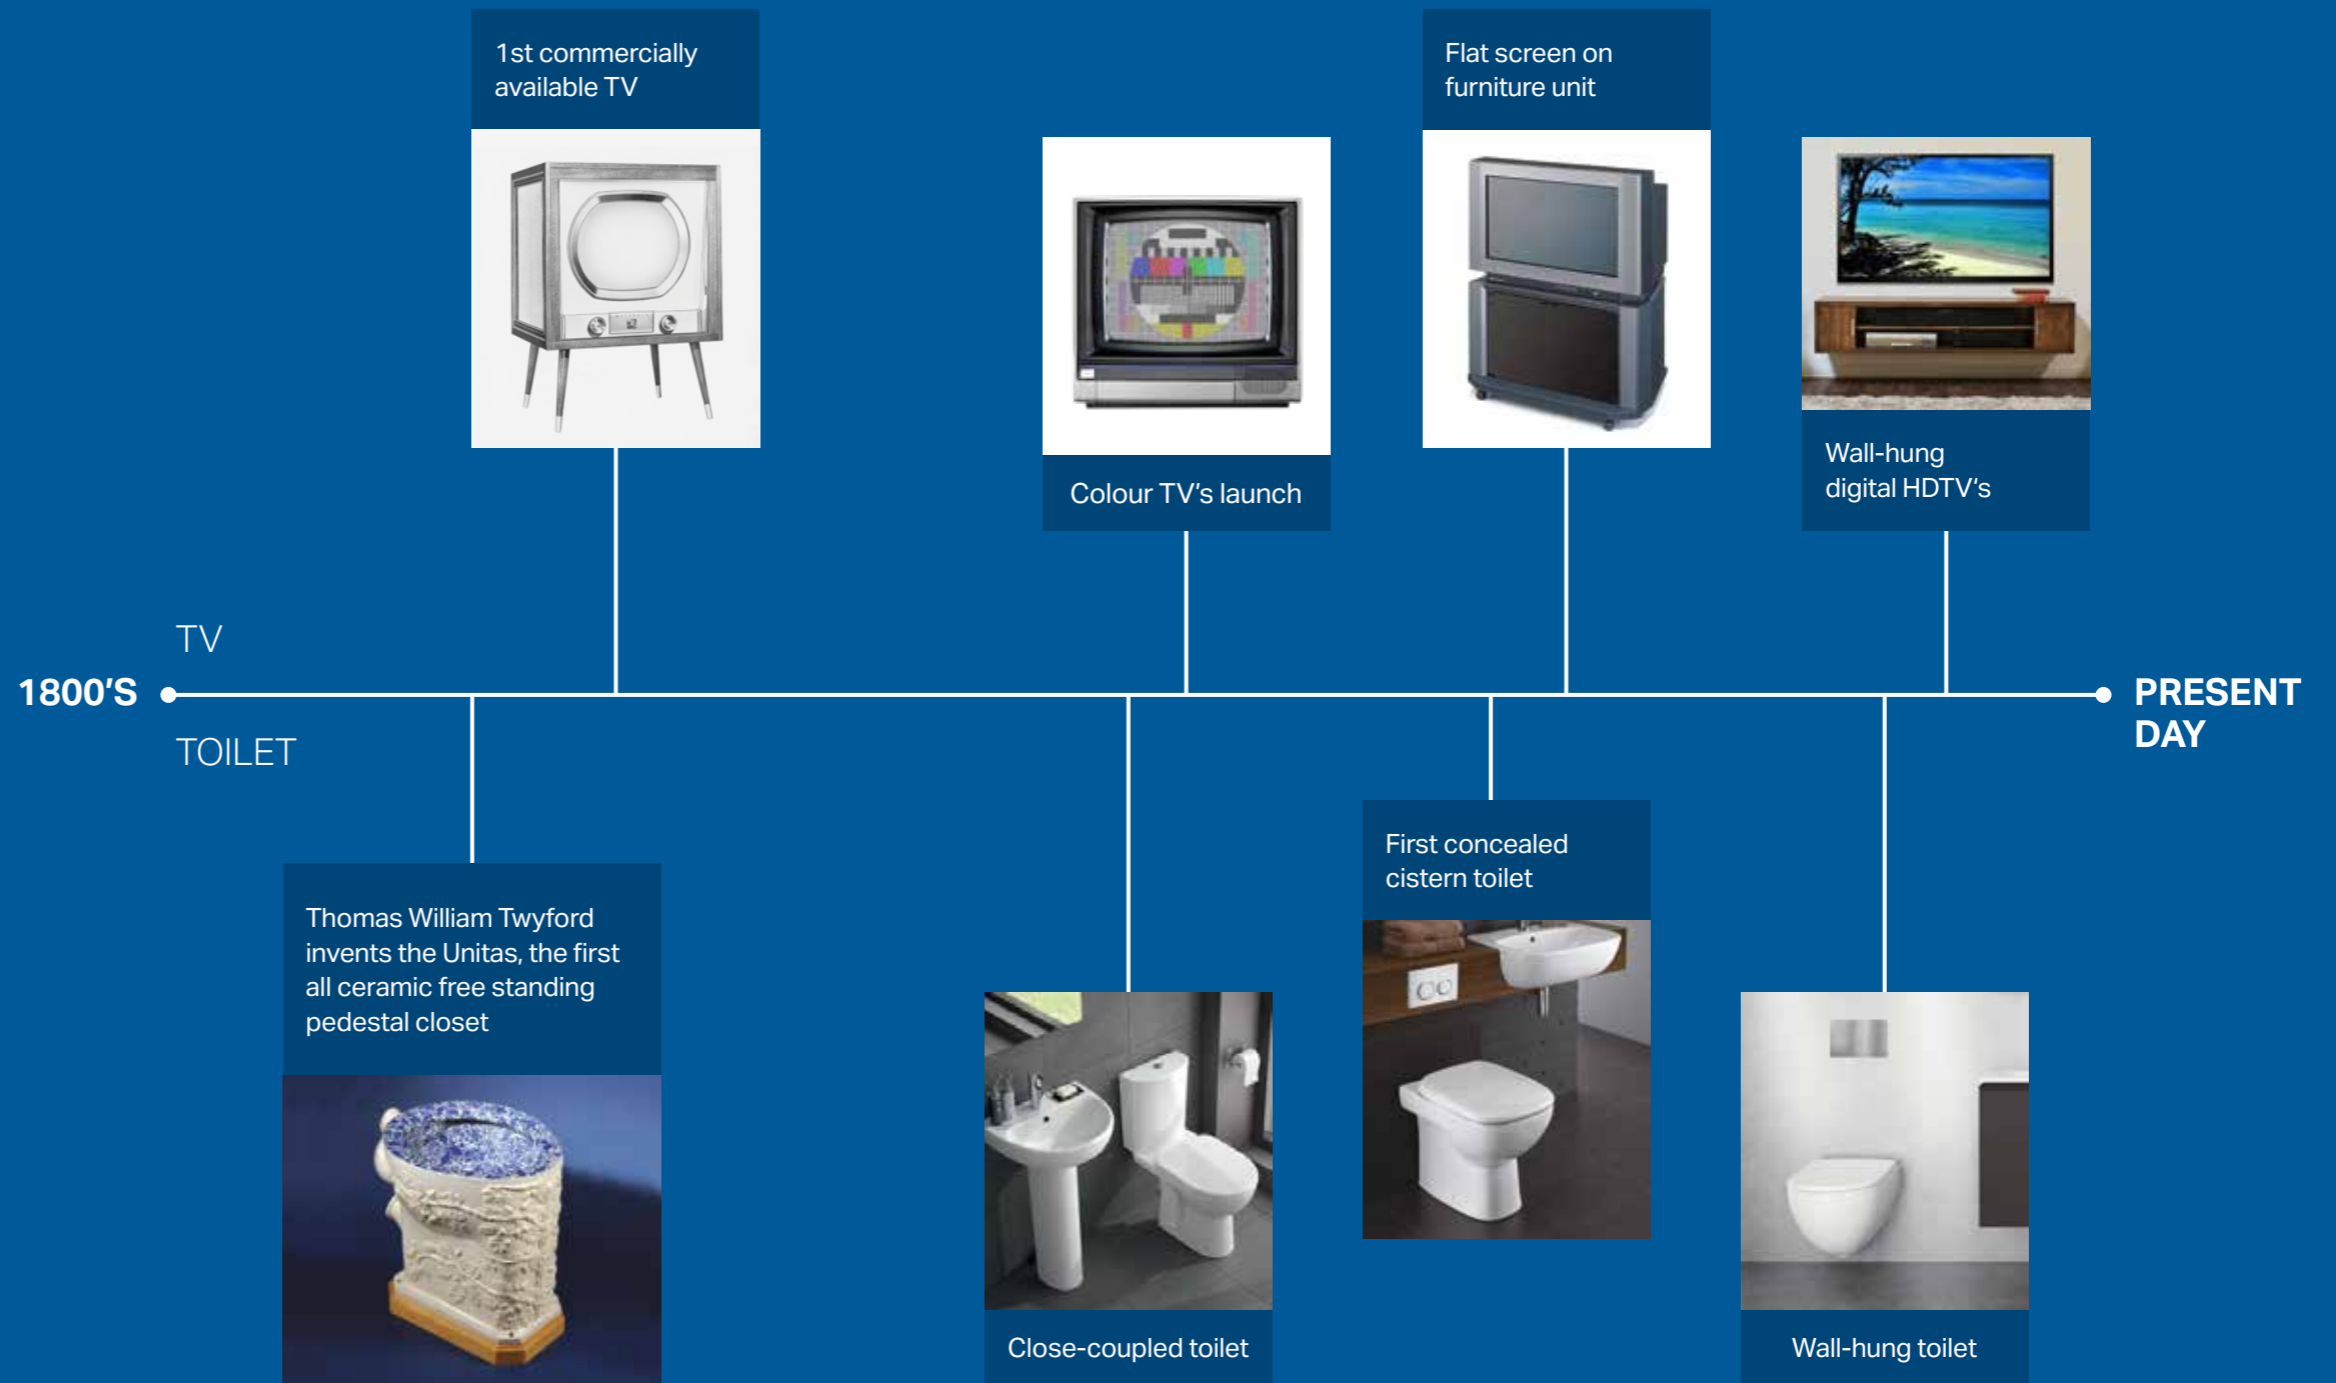 1st commercially
available TV
Flat screen on
furniture unit
Colour TV's launch
Wall-hung
digital HDTV's
TV
1800'S
PRESENT
DAY
TOILET
First concealed
cistern toilet
Thomas William Twyford
invents the Unitas, the first
all ceramic free standing
pedestal closet
Close-coupled toilet
Wall-hung toilet